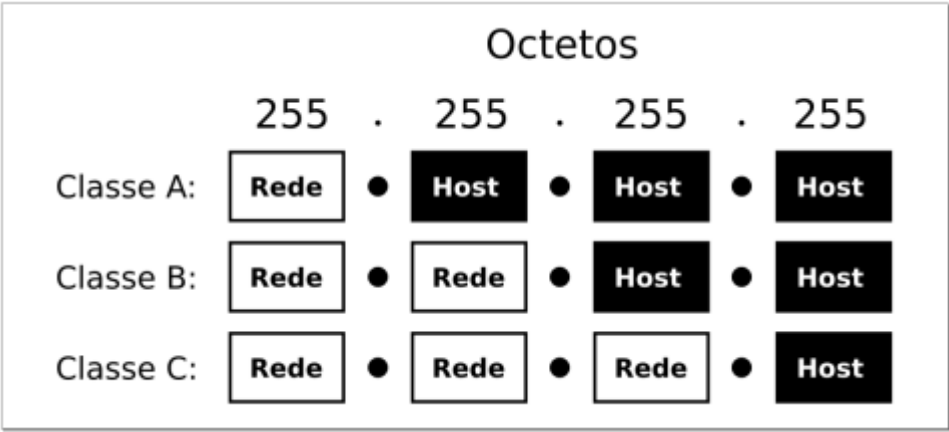 Octetos
255 . 255 . 255 . 255
Classe A: Rede • Host • Host • Host
Classe B: Rede • Rede • Host • Host
Classe C: Rede • Rede • Rede • Host